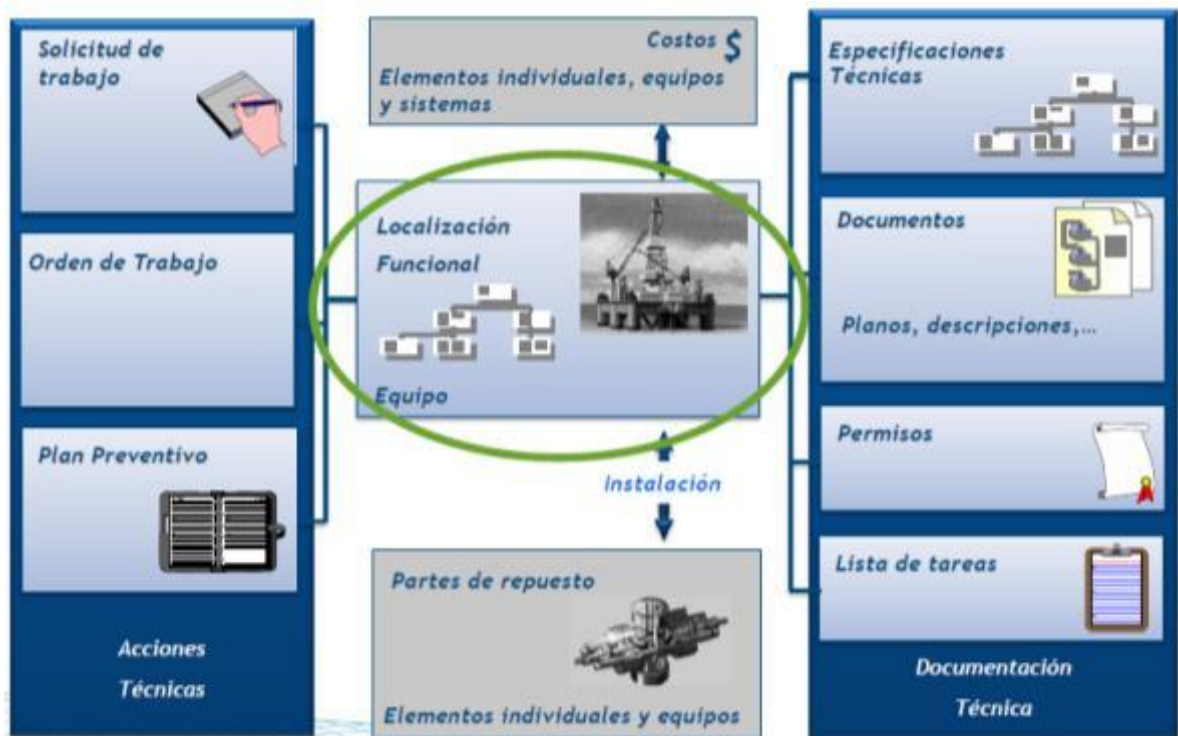 Solicitud de
trabajo
Orden de Trabajo
Plan Preventivo
Acciones
Técnicas
Costos $
Elementos individuales, equipos
y sistemas
Localización
Funcional
Equipo
Instalación
Partes de repuesto
Elementos individuales y equipos
Especificaciones
Técnicas
Documentos
Planos, descripciones,...
Permisos
Lista de tareas
Documentación
Técnica